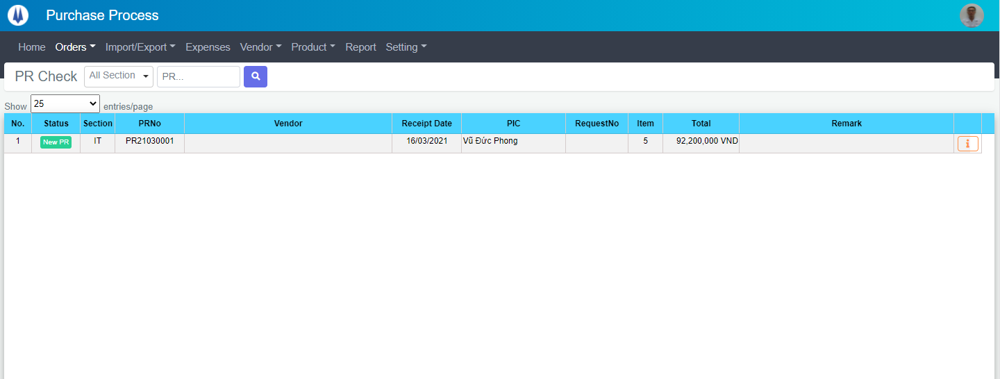 Purchase Process
Home Orders Import/Export Expenses Vendor Product Report Setting
PR Check All Section PR...
Show 25 entries/page
No. Status Section PRNo Vendor Receipt Date PIC RequestNo Item Total Remark
1 New PR IT PR21030001 16/03/2021 Vũ Đức Phong 5 92,200,000 VND